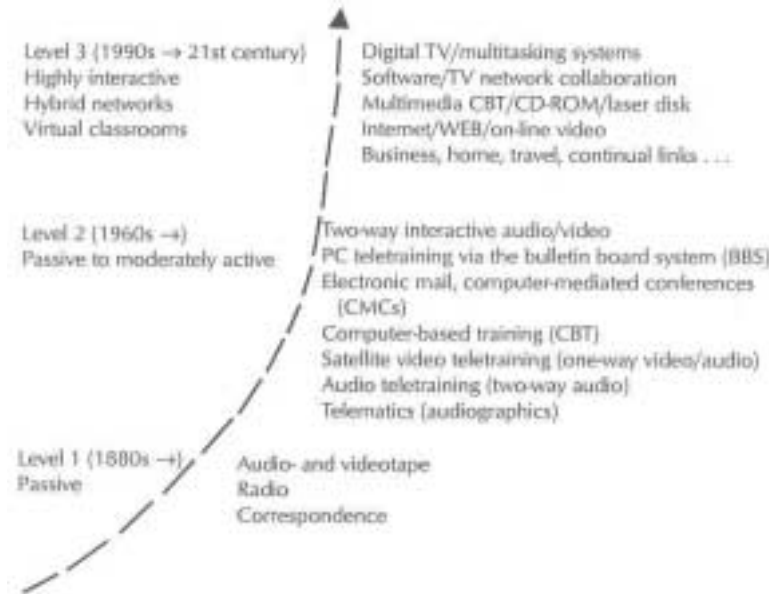 Level 3 (1990s → 21st century)
Highly interactive
Hybrid networks
Virtual classrooms
Digital TV/multitasking systems
Software/TV network collaboration
Multimedia CBT/CD-ROM/laser disk
Internet/WEB/on-line video
Business, home, travel, continual links . . .
Level 2 (1960s →)
Passive to moderately active
Two-way interactive audio/video
PC teletraining via the bulletin board system (BBS)
Electronic mail, computer-mediated conferences
(CMCs)
Computer-based training (CBT)
Satellite video teletraining (one-way video/audio)
Audio teletraining (two-way audio)
Telematics (audiographics)
Level 1 (1880s →)
Passive
Audio- and videotape
Radio
Correspondence